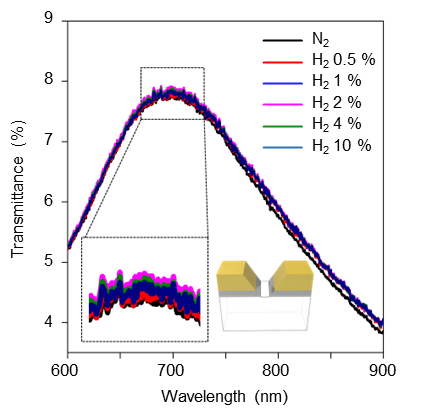 9
8
7
6
5
4
Transmittance (%)
N₂
H₂ 0.5 %
H₂ 1 %
H₂ 2 %
H₂ 4 %
H₂ 10 %
600 700 800 900
Wavelength (nm)